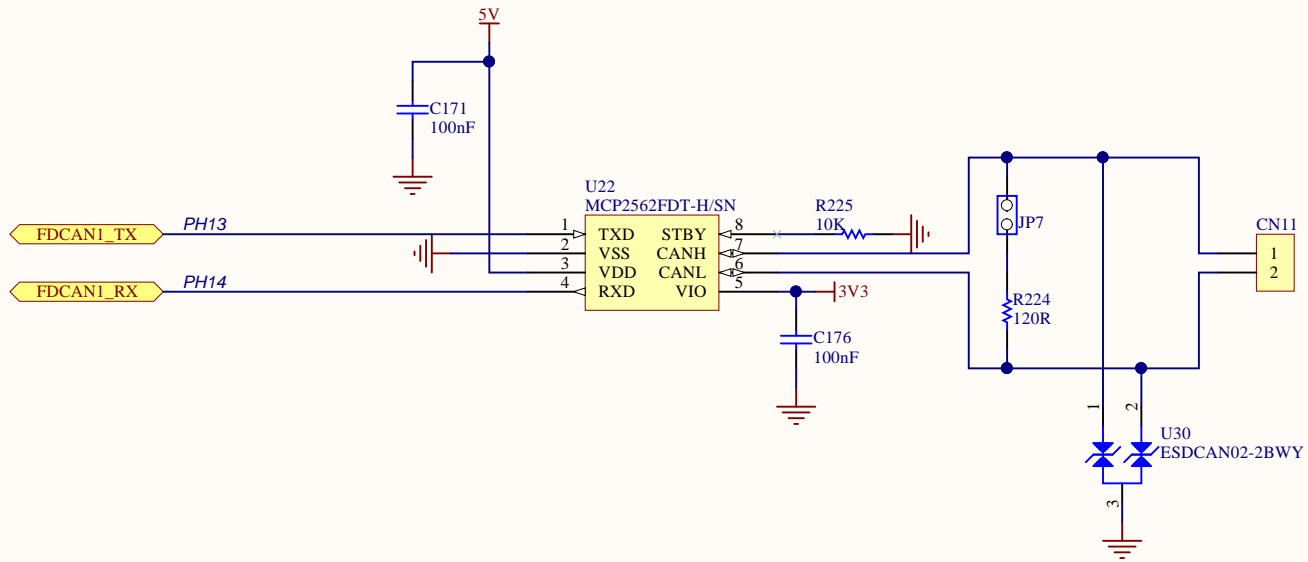 5V
C171
100nF
U22
MCP2562FDT-H/SN
R225
10K
FDCAN1_TX
PH13
1
TXD
STBY
8
2
VSS
CANH
7
3
VDD
CANL
6
FDCAN1_RX
PH14
4
RXD
VIO
5
3V3
C176
100nF
JP7
R224
120R
CN11
1
2
1
2
U30
ESDCAN02-2BWY
3